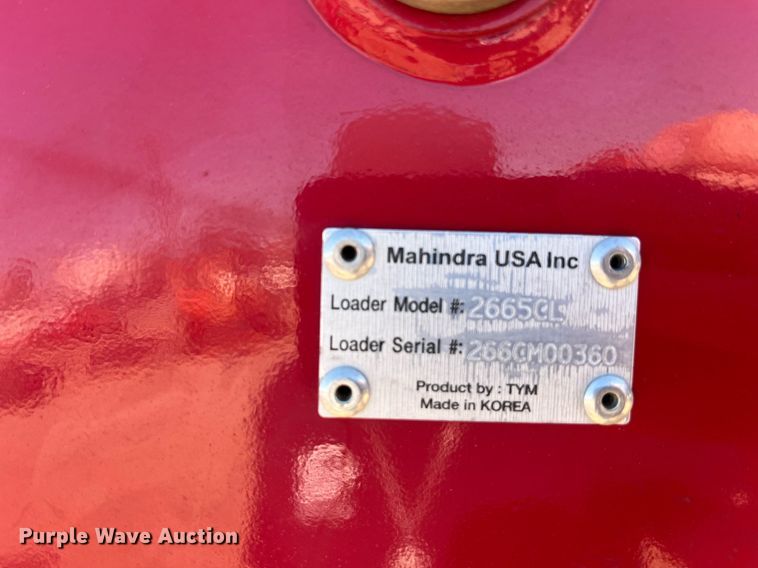 Mahindra USA Inc
Loader Model #: 2665CL
Loader Serial #: 266CM00360
Product by : TYM
Made in KOREA
Purple Wave Auction